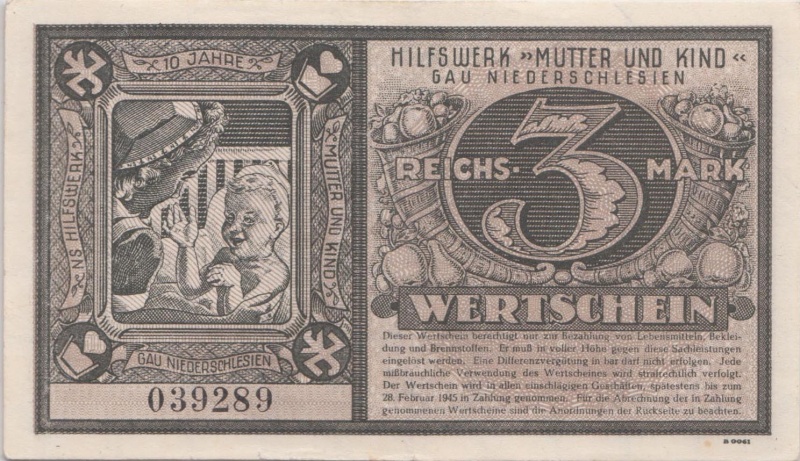 10 JAHRE
NS HILFSWERK
MUTTER UND KIND
GAU NIEDERSCHLESIEN
039289
HILFSWERK »MUTTER UND KIND«
GAU NIEDERSCHLESIEN
3
REICHS- MARK
WERTSCHEIN
Dieser Wertschein berechtigt nur zur Bezahlung von Lebensmitteln, Beklei-
dung und Brennstoffen. Er muß in voller Höhe gegen diese Sachleistungen
eingelöst werden. Eine Differenzvergütung in bar darf nicht erfolgen. Jede
mißbräuchliche Verwendung des Wertscheines wird strafrechtlich verfolgt.
Der Wertschein wird in allen einschlägigen Geschäften, spätestens bis zum
28. Februar 1945 in Zahlung genommen. Für die Abrechnung der in Zahlung
genommenen Wertscheine sind die Anordnungen der Rückseite zu beachten.
B 0061